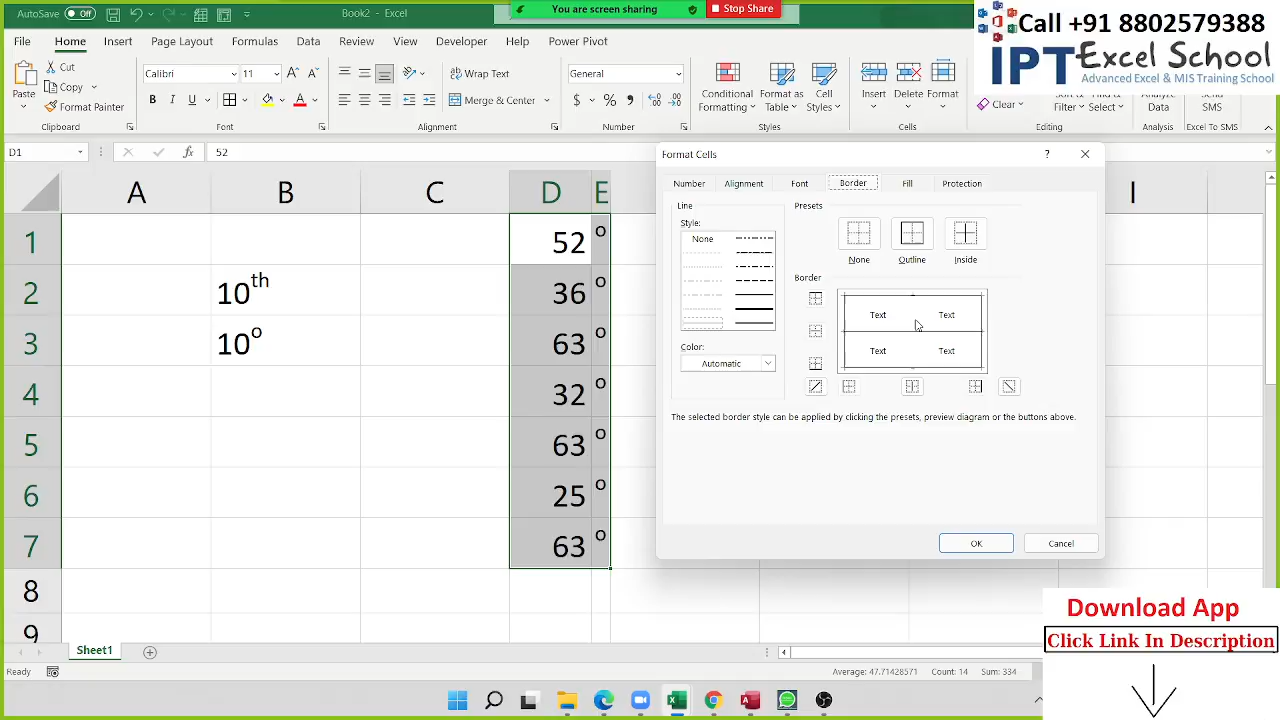 AutoSave Off Book2 - Excel
You are screen sharing Stop Share
Call +91 8802579388
IPT Excel School
Advanced Excel & MIS Training School
File Home Insert Page Layout Formulas Data Review View Developer Help Power Pivot
Paste Cut Copy Format Painter
Calibri 11
B I U A A
Wrap Text
Merge & Center
General
$ % ,
Conditional Formatting Format as Table Cell Styles
Insert Delete Format
Clear Filter Select
Data
SMS
Clipboard Font Alignment Number Styles Cells Editing Analysis Excel To SMS
D1 fx 52
A B C D E I
1 52 o
2 10th 36 o
3 10o 63 o
4 32 o
5 63 o
6 25 o
7 63 o
8
9
Format Cells ?
Number Alignment Font Border Fill Protection
Line
Style:
None
Color:
Automatic
Presets
None Outline Inside
Border
Text Text
Text Text
The selected border style can be applied by clicking the presets, preview diagram or the buttons above.
OK Cancel
Download App
Click Link In Description
Sheet1
Ready Average: 47.71428571 Count: 14 Sum: 334